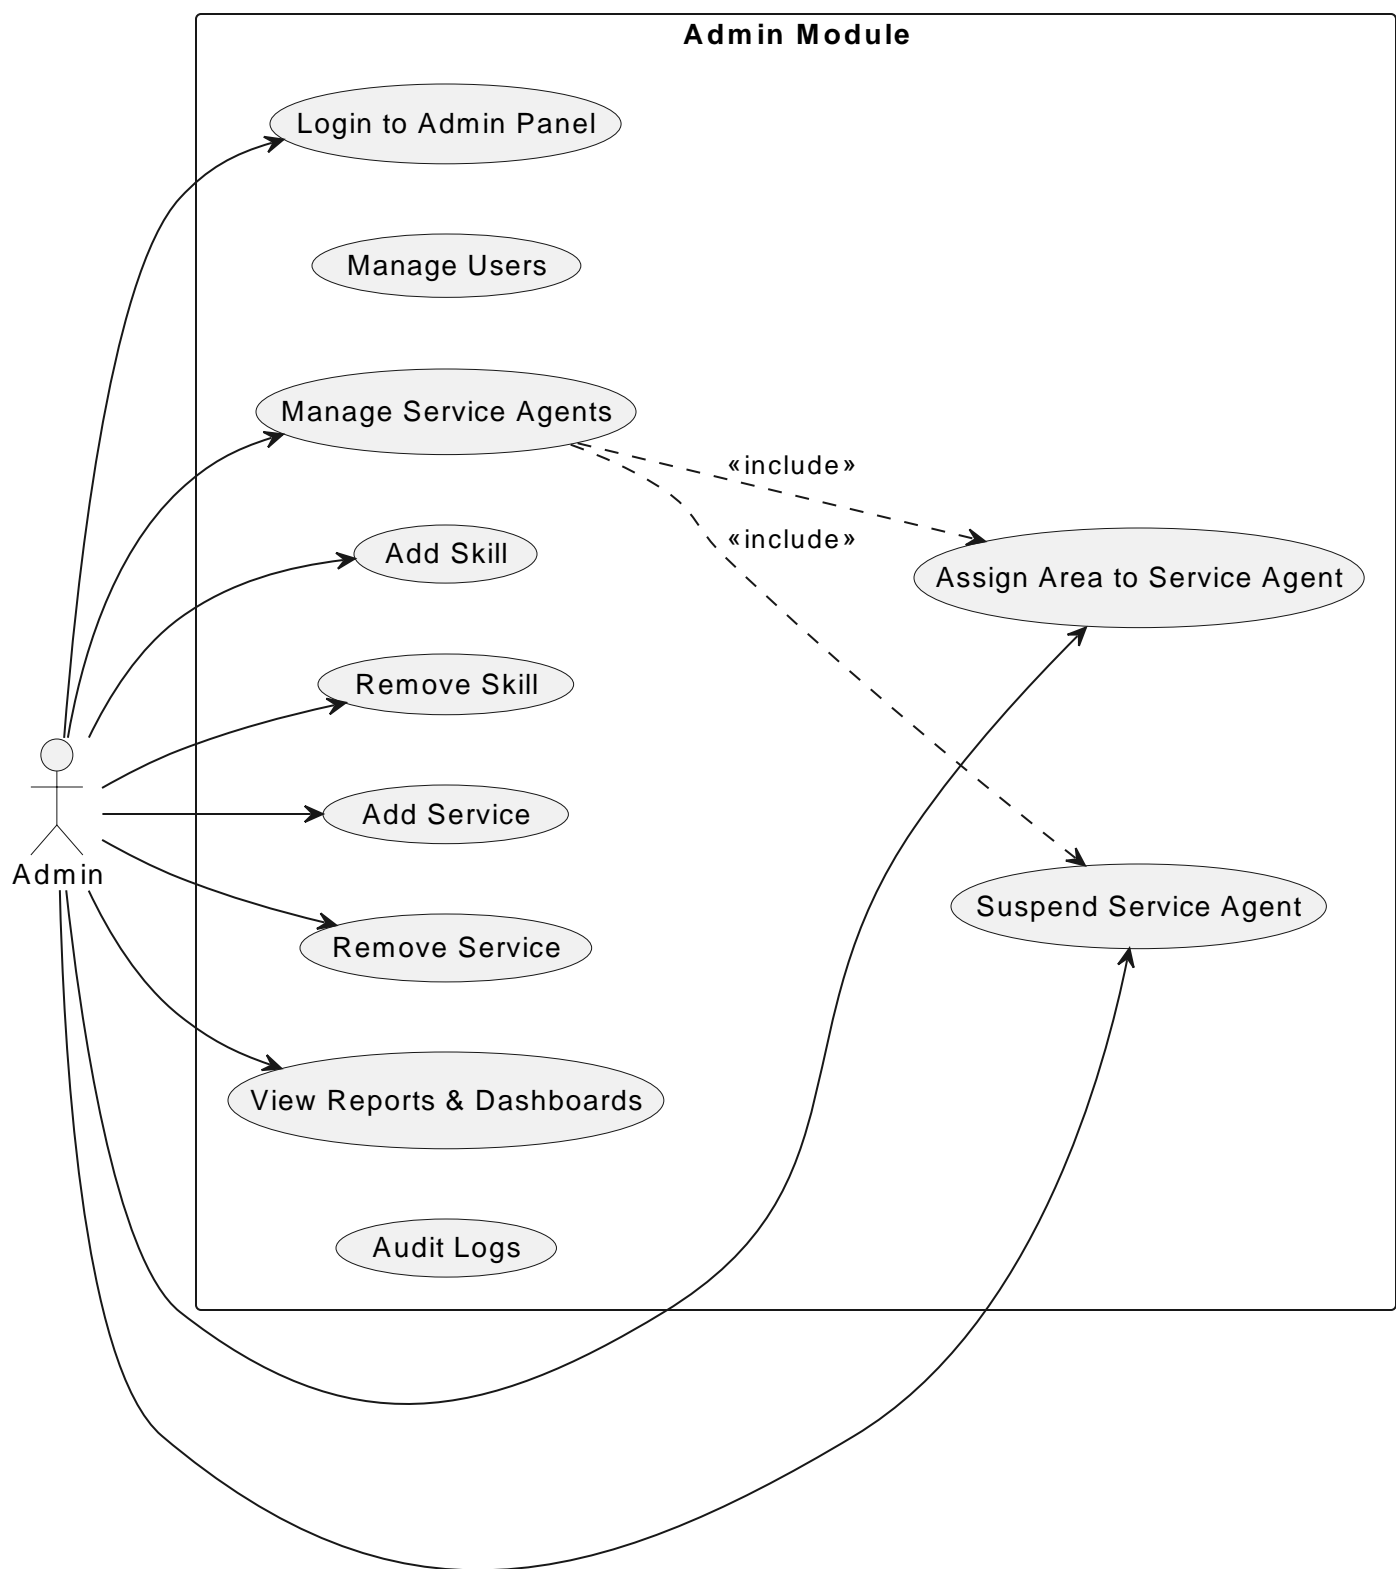 Admin Module
Login to Admin Panel
Manage Users
Manage Service Agents
«include»
«include»
Add Skill
Assign Area to Service Agent
Remove Skill
Add Service
Admin
Suspend Service Agent
Remove Service
View Reports & Dashboards
Audit Logs